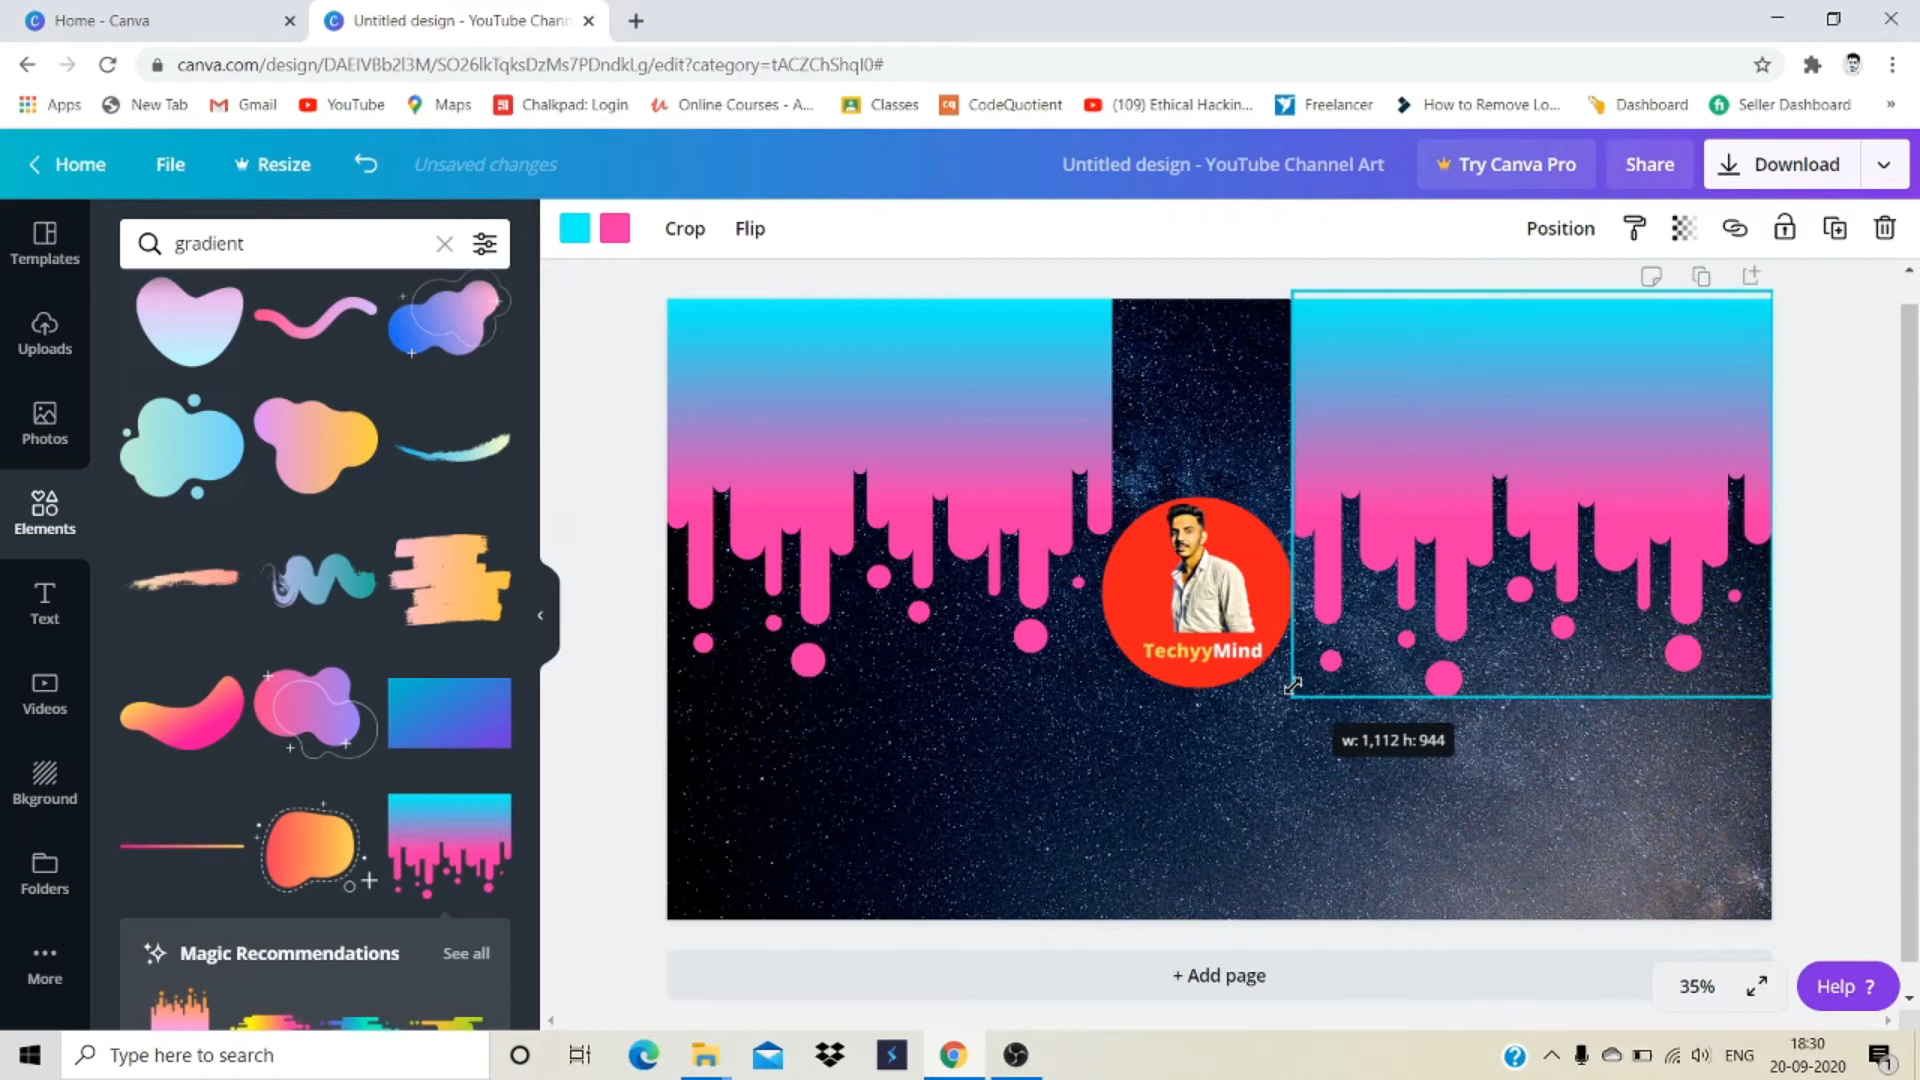 Home - Canva
Untitled design - YouTube Chann
canva.com/design/DAEIVBb2I3M/SO26lkTqksDzMs7PDndkLg/edit?category=tACZChShqI0#
Apps New Tab Gmail YouTube Maps Chalkpad: Login Online Courses - A... Classes CodeQuotient (109) Ethical Hackin... Freelancer How to Remove Lo... Dashboard Seller Dashboard »
Home File Resize Unsaved changes Untitled design - YouTube Channel Art Try Canva Pro Share Download
gradient
Crop Flip Position
Templates
Uploads
Photos
Elements
Text
Videos
Bkground
Folders
More
TechyyMind
w: 1,112 h: 944
Magic Recommendations See all
+ Add page
35%
Help ?
Type here to search
ENG
18:30
20-09-2020
1